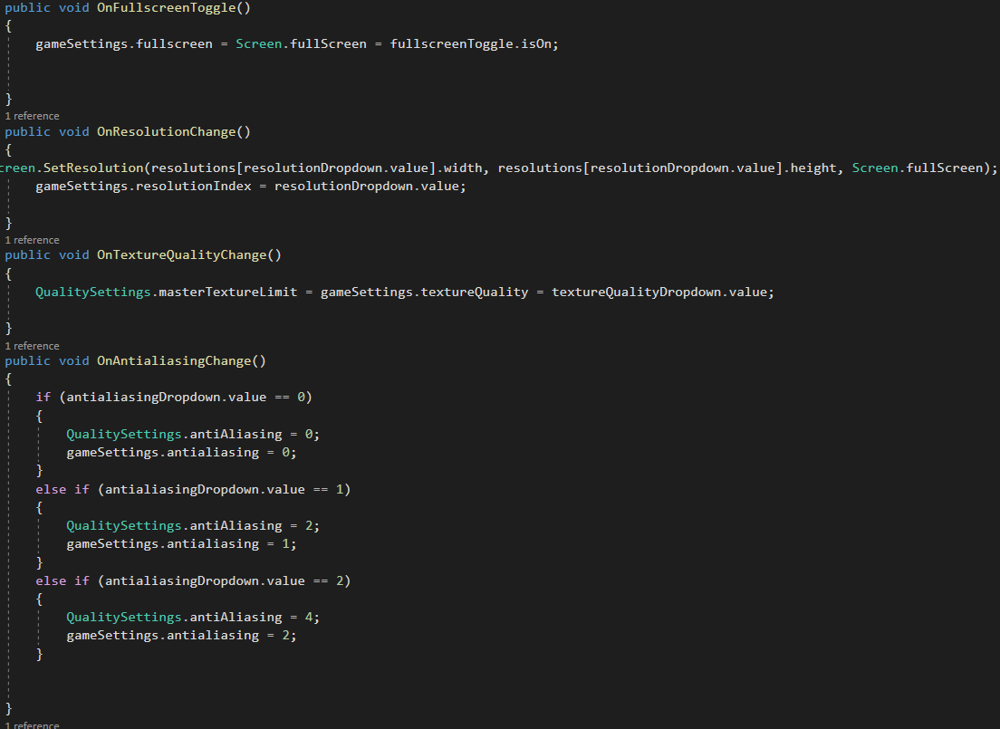 public void OnFullscreenToggle()
{
gameSettings.fullscreen = Screen.fullScreen = fullscreenToggle.isOn;
}
1 reference
public void OnResolutionChange()
{
creen.SetResolution(resolutions[resolutionDropdown.value].width, resolutions[resolutionDropdown.value].height, Screen.fullScreen);
gameSettings.resolutionIndex = resolutionDropdown.value;
}
1 reference
public void OnTextureQualityChange()
{
QualitySettings.masterTextureLimit = gameSettings.textureQuality = textureQualityDropdown.value;
}
1 reference
public void OnAntialiasingChange()
{
if (antialiasingDropdown.value == 0)
{
QualitySettings.antiAliasing = 0;
gameSettings.antialiasing = 0;
}
else if (antialiasingDropdown.value == 1)
{
QualitySettings.antiAliasing = 2;
gameSettings.antialiasing = 1;
}
else if (antialiasingDropdown.value == 2)
{
QualitySettings.antiAliasing = 4;
gameSettings.antialiasing = 2;
}
}
1 reference